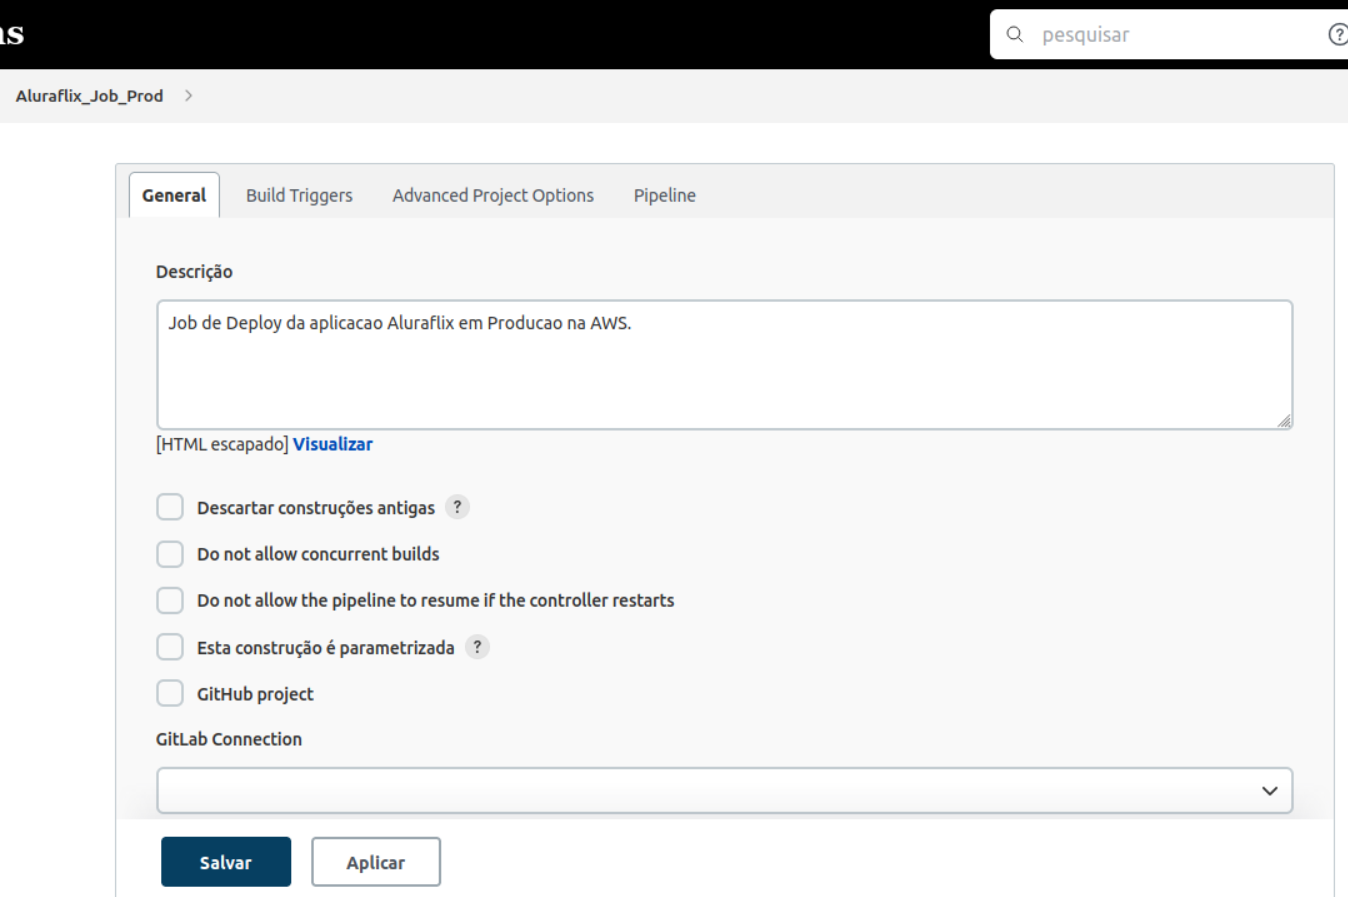 pesquisar
Aluraflix_Job_Prod
General Build Triggers Advanced Project Options Pipeline
Descrição
Job de Deploy da aplicacao Aluraflix em Producao na AWS.
[HTML escapado] Visualizar
Descartar construções antigas ?
Do not allow concurrent builds
Do not allow the pipeline to resume if the controller restarts
Esta construção é parametrizada ?
GitHub project
GitLab Connection
Salvar Aplicar